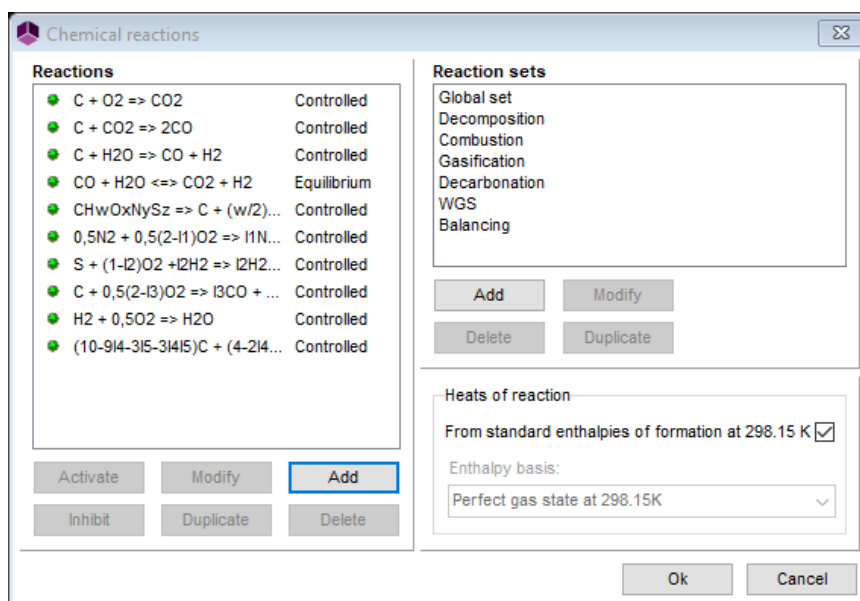 Chemical reactions
Reactions
C + O2 => CO2 Controlled
C + CO2 => 2CO Controlled
C + H2O => CO + H2 Controlled
CO + H2O <=> CO2 + H2 Equilibrium
CHwOxNySz => C + (w/2)... Controlled
0,5N2 + 0,5(2-l1)O2 => l1N... Controlled
S + (1-l2)O2 +l2H2 => l2H2... Controlled
C + 0,5(2-l3)O2 => l3CO + ... Controlled
H2 + 0,5O2 => H2O Controlled
(10-9l4-3l5-3l4l5)C + (4-2l4... Controlled
Activate Modify Add
Inhibit Duplicate Delete
Reaction sets
Global set
Decomposition
Combustion
Gasification
Decarbonation
WGS
Balancing
Add Modify
Delete Duplicate
Heats of reaction
From standard enthalpies of formation at 298.15 K
Enthalpy basis:
Perfect gas state at 298.15K
Ok Cancel